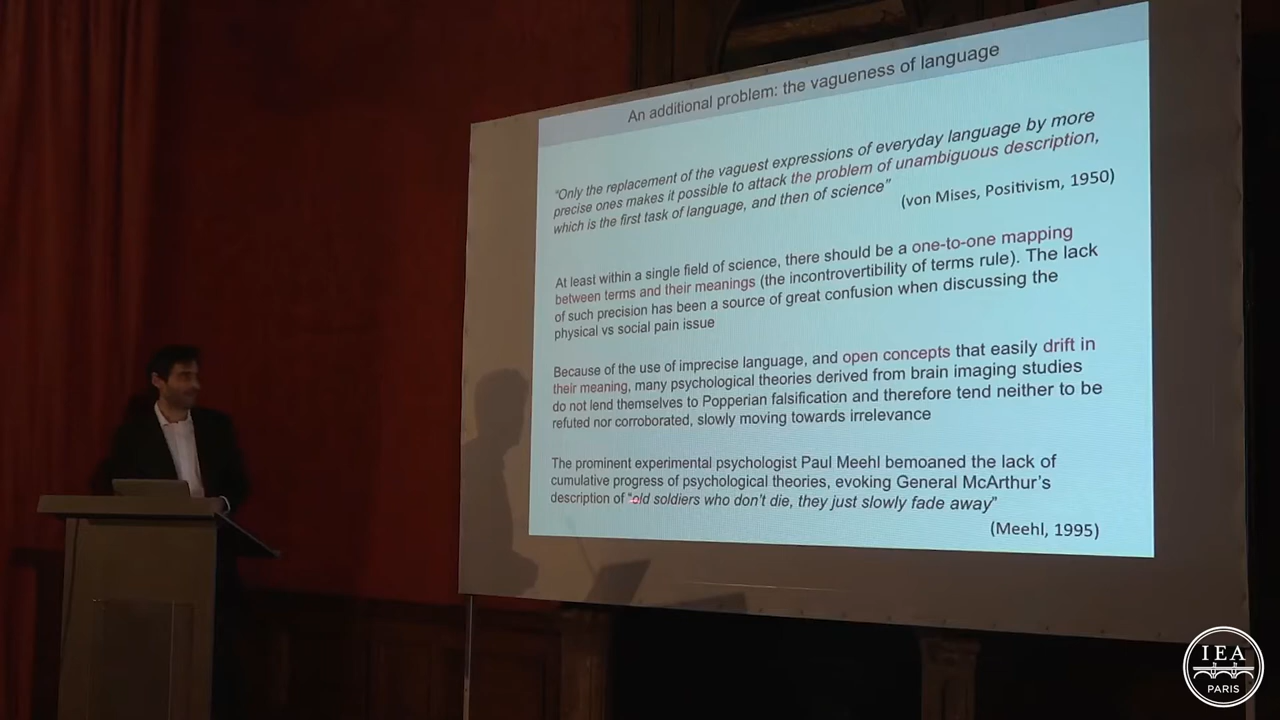 An additional problem: the vagueness of language
“Only the replacement of the vaguest expressions of everyday language by more
precise ones makes it possible to attack the problem of unambiguous description,
which is the first task of language, and then of science”
(von Mises, Positivism, 1950)
At least within a single field of science, there should be a one-to-one mapping
between terms and their meanings (the incontrovertibility of terms rule). The lack
of such precision has been a source of great confusion when discussing the
physical vs social pain issue
Because of the use of imprecise language, and open concepts that easily drift in
their meaning, many psychological theories derived from brain imaging studies
do not lend themselves to Popperian falsification and therefore tend neither to be
refuted nor corroborated, slowly moving towards irrelevance
The prominent experimental psychologist Paul Meehl bemoaned the lack of
cumulative progress of psychological theories, evoking General McArthur’s
description of “old soldiers who don’t die, they just slowly fade away”
(Meehl, 1995)
IEA
PARIS